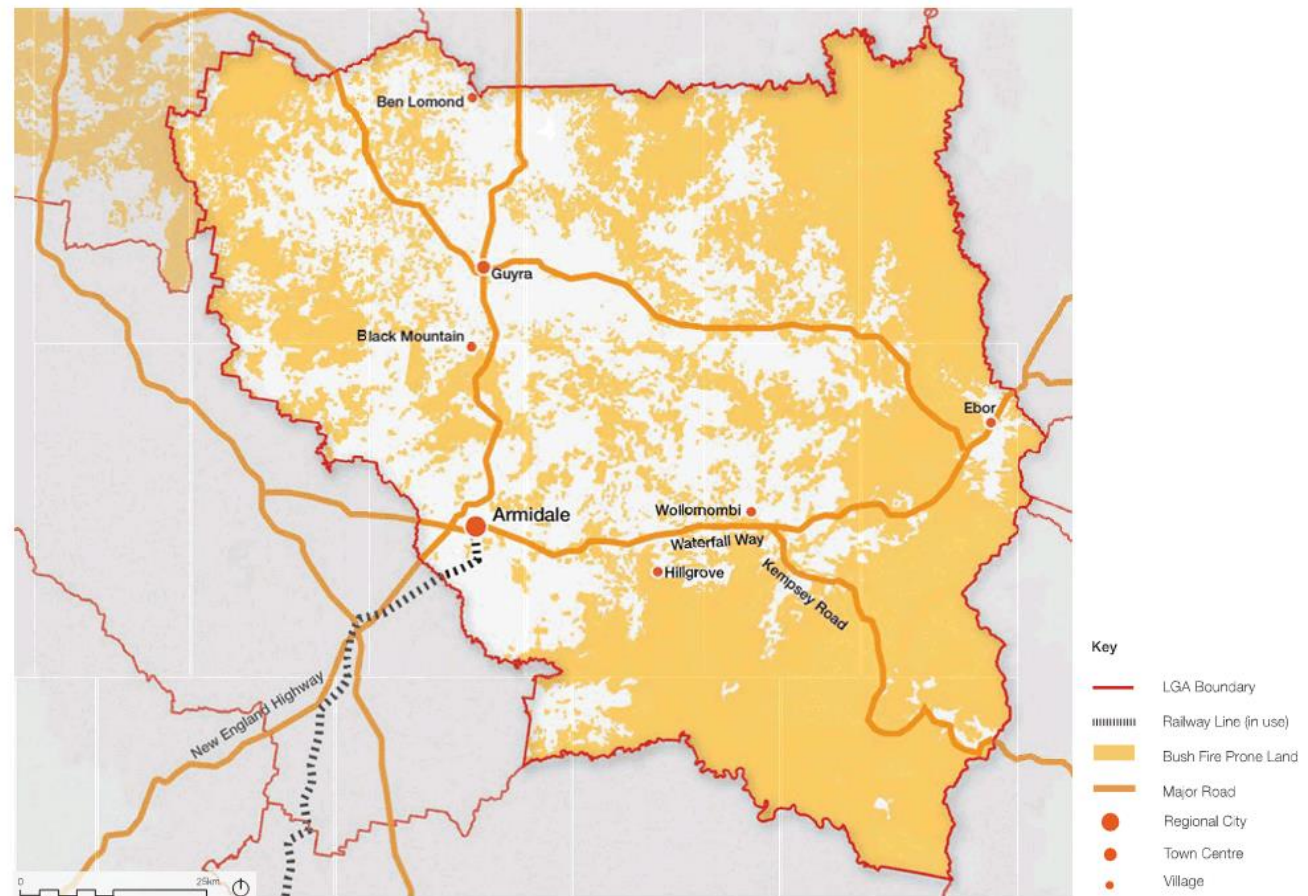 Ben Lomond
Guyra
Black Mountain
Ebor
Armidale
Wollomombi
Waterfall Way
Hillgrove
Kempsey Road
New England Highway
0
25km
Key
LGA Boundary
Railway Line (in use)
Bush Fire Prone Land
Major Road
Regional City
Town Centre
Village